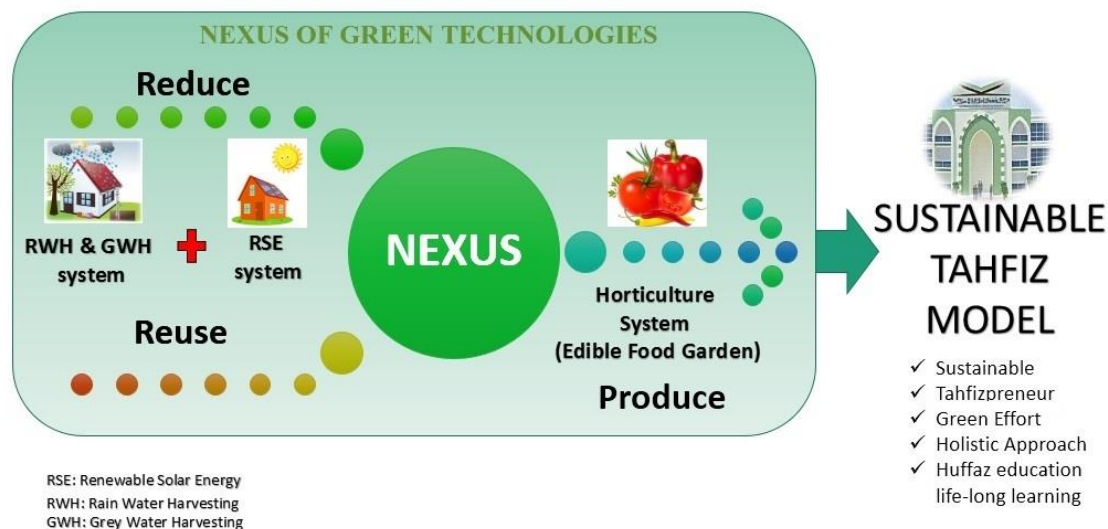 NEXUS OF GREEN TECHNOLOGIES
Reduce
RWH & GWH
system
RSE
system
Reuse
NEXUS
Horticulture
System
(Edible Food Garden)
Produce
SUSTAINABLE
TAHFIZ
MODEL
✓ Sustainable
✓ Tahfizpreneur
✓ Green Effort
✓ Holistic Approach
✓ Huffaz education
life-long learning
RSE: Renewable Solar Energy
RWH: Rain Water Harvesting
GWH: Grey Water Harvesting